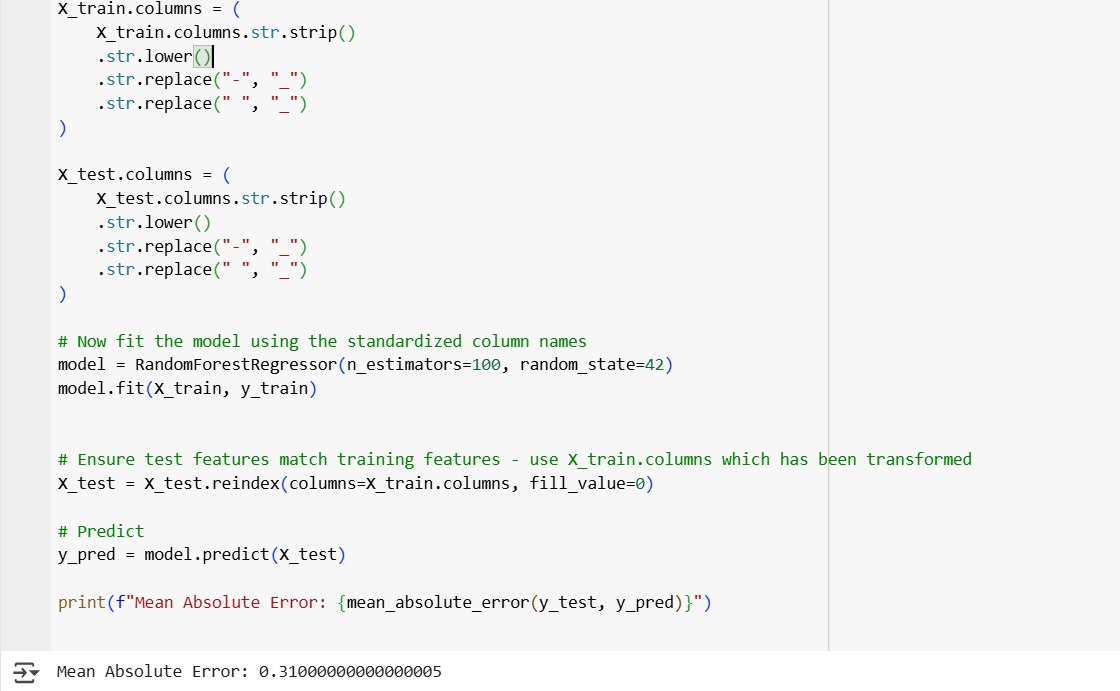 X_train.columns = (
    X_train.columns.str.strip()
    .str.lower()
    .str.replace("-", "_")
    .str.replace(" ", "_")
)
X_test.columns = (
    X_test.columns.str.strip()
    .str.lower()
    .str.replace("-", "_")
    .str.replace(" ", "_")
)
# Now fit the model using the standardized column names
model = RandomForestRegressor(n_estimators=100, random_state=42)
model.fit(X_train, y_train)
# Ensure test features match training features - use X_train.columns which has been transformed
X_test = X_test.reindex(columns=X_train.columns, fill_value=0)
# Predict
y_pred = model.predict(X_test)
print(f"Mean Absolute Error: {mean_absolute_error(y_test, y_pred)}")
Mean Absolute Error: 0.31000000000000005